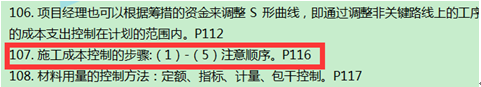 106. 项目经理也可以根据筹措的资金来调整 S 形曲线，即通过调整非关键路线上的工序
的成本支出控制在计划的范围内。P112
107. 施工成本控制的步骤:（1）-（5）注意顺序。P116
108. 材料用量的控制方法：定额、指标、计量、包干控制。P117